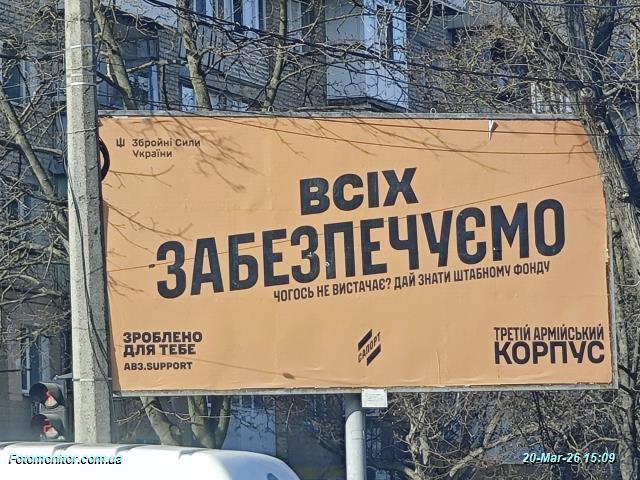 Збройні Сили
України
ВСІХ
ЗАБЕЗПЕЧУЄМО
ЧОГОСЬ НЕ ВИСТАЧАЄ? ДАЙ ЗНАТИ ШТАБНОМУ ФОНДУ
ЗРОБЛЕНО
ДЛЯ ТЕБЕ
AB3.SUPPORT
САПОРТ
ТРЕТІЙ АРМІЙСЬКИЙ
КОРПУС
Fotomonitor.com.ua
20-Mar-26 15:09